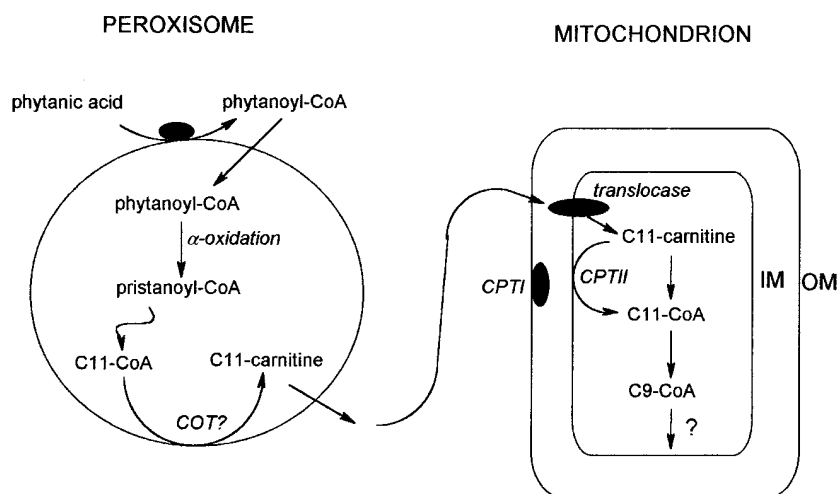 PEROXISOME
phytanic acid
phytanoyl-CoA
phytanoyl-CoA
α-oxidation
pristanoyl-CoA
C11-CoA
C11-carnitine
COT?
MITOCHONDRION
translocase
C11-carnitine
CPTI
CPTII
IM
OM
C11-CoA
C9-CoA
?